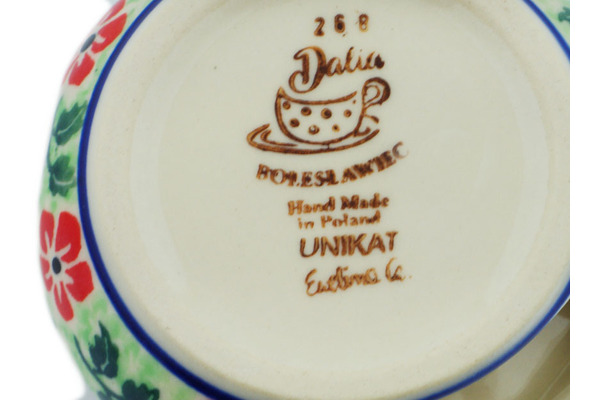 268
Dalia
BOLESŁAWIEC
Hand Made
in Poland
UNIKAT